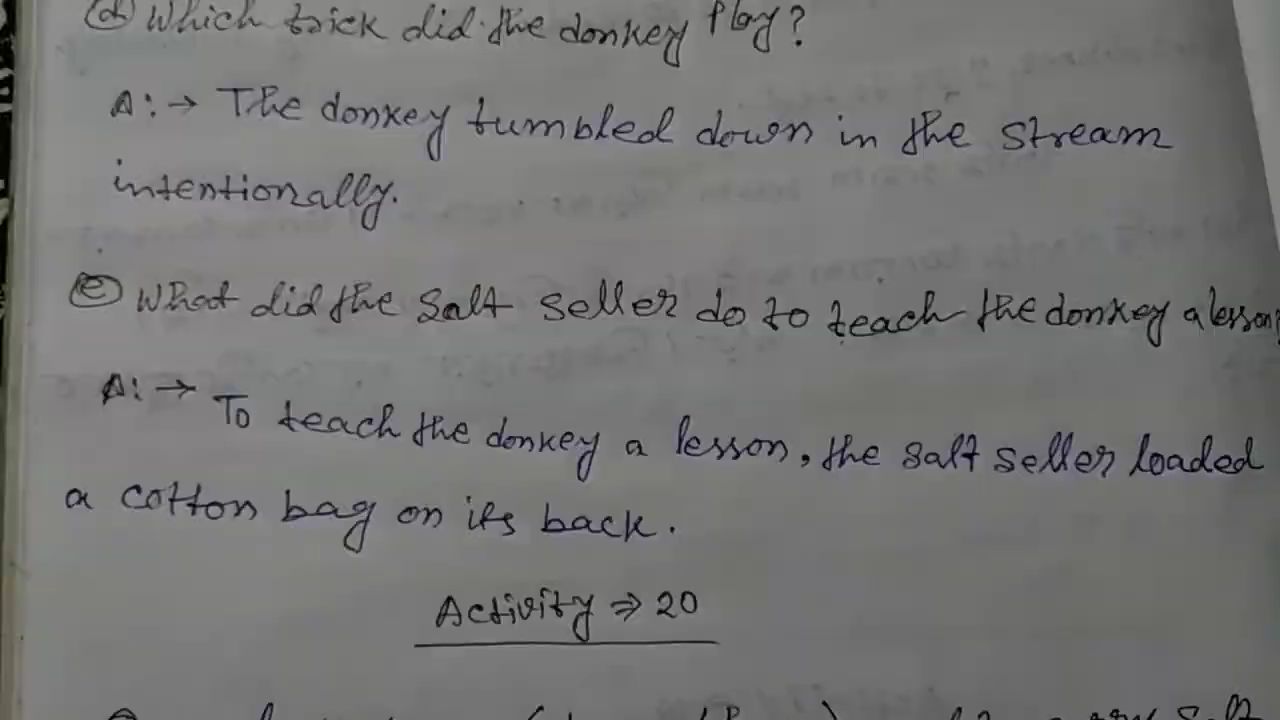 (d) Which trick did the donkey Play?
A: → The donkey tumbled down in the stream
intentionally.
(e) What did the Salt seller do to teach the donkey a lesson?
A: → To teach the donkey a lesson, the salt seller loaded
a cotton bag on its back.
Activity ⇒ 20